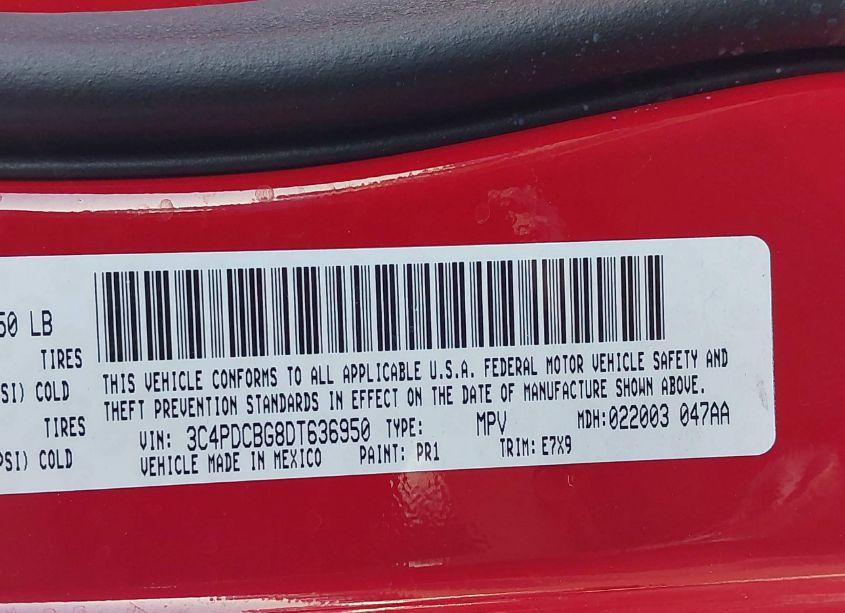 50 LB
TIRES
SI) COLD
TIRES
PSI) COLD
THIS VEHICLE CONFORMS TO ALL APPLICABLE U.S.A. FEDERAL MOTOR VEHICLE SAFETY AND
THEFT PREVENTION STANDARDS IN EFFECT ON THE DATE OF MANUFACTURE SHOWN ABOVE.
VIN: 3C4PDCBG8DT636950 TYPE: MPV MDH:022003 047AA
VEHICLE MADE IN MEXICO PAINT: PR1 TRIM: E7X9